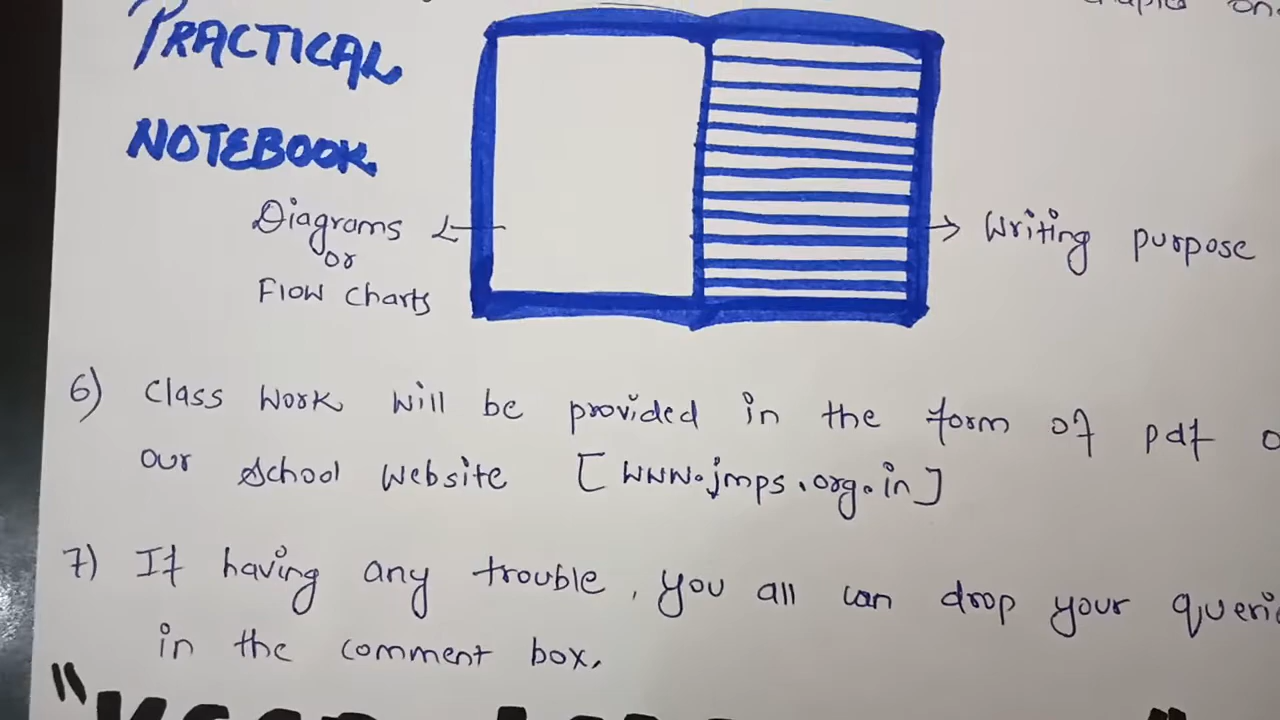 PRACTICAL
NOTEBOOK
Diagrams
or
Flow charts
Writing purpose
6) Class work will be provided in the form of pdf
our School website [www.jmps.org.in]
7) If having any trouble, you all can drop your
in the comment box.